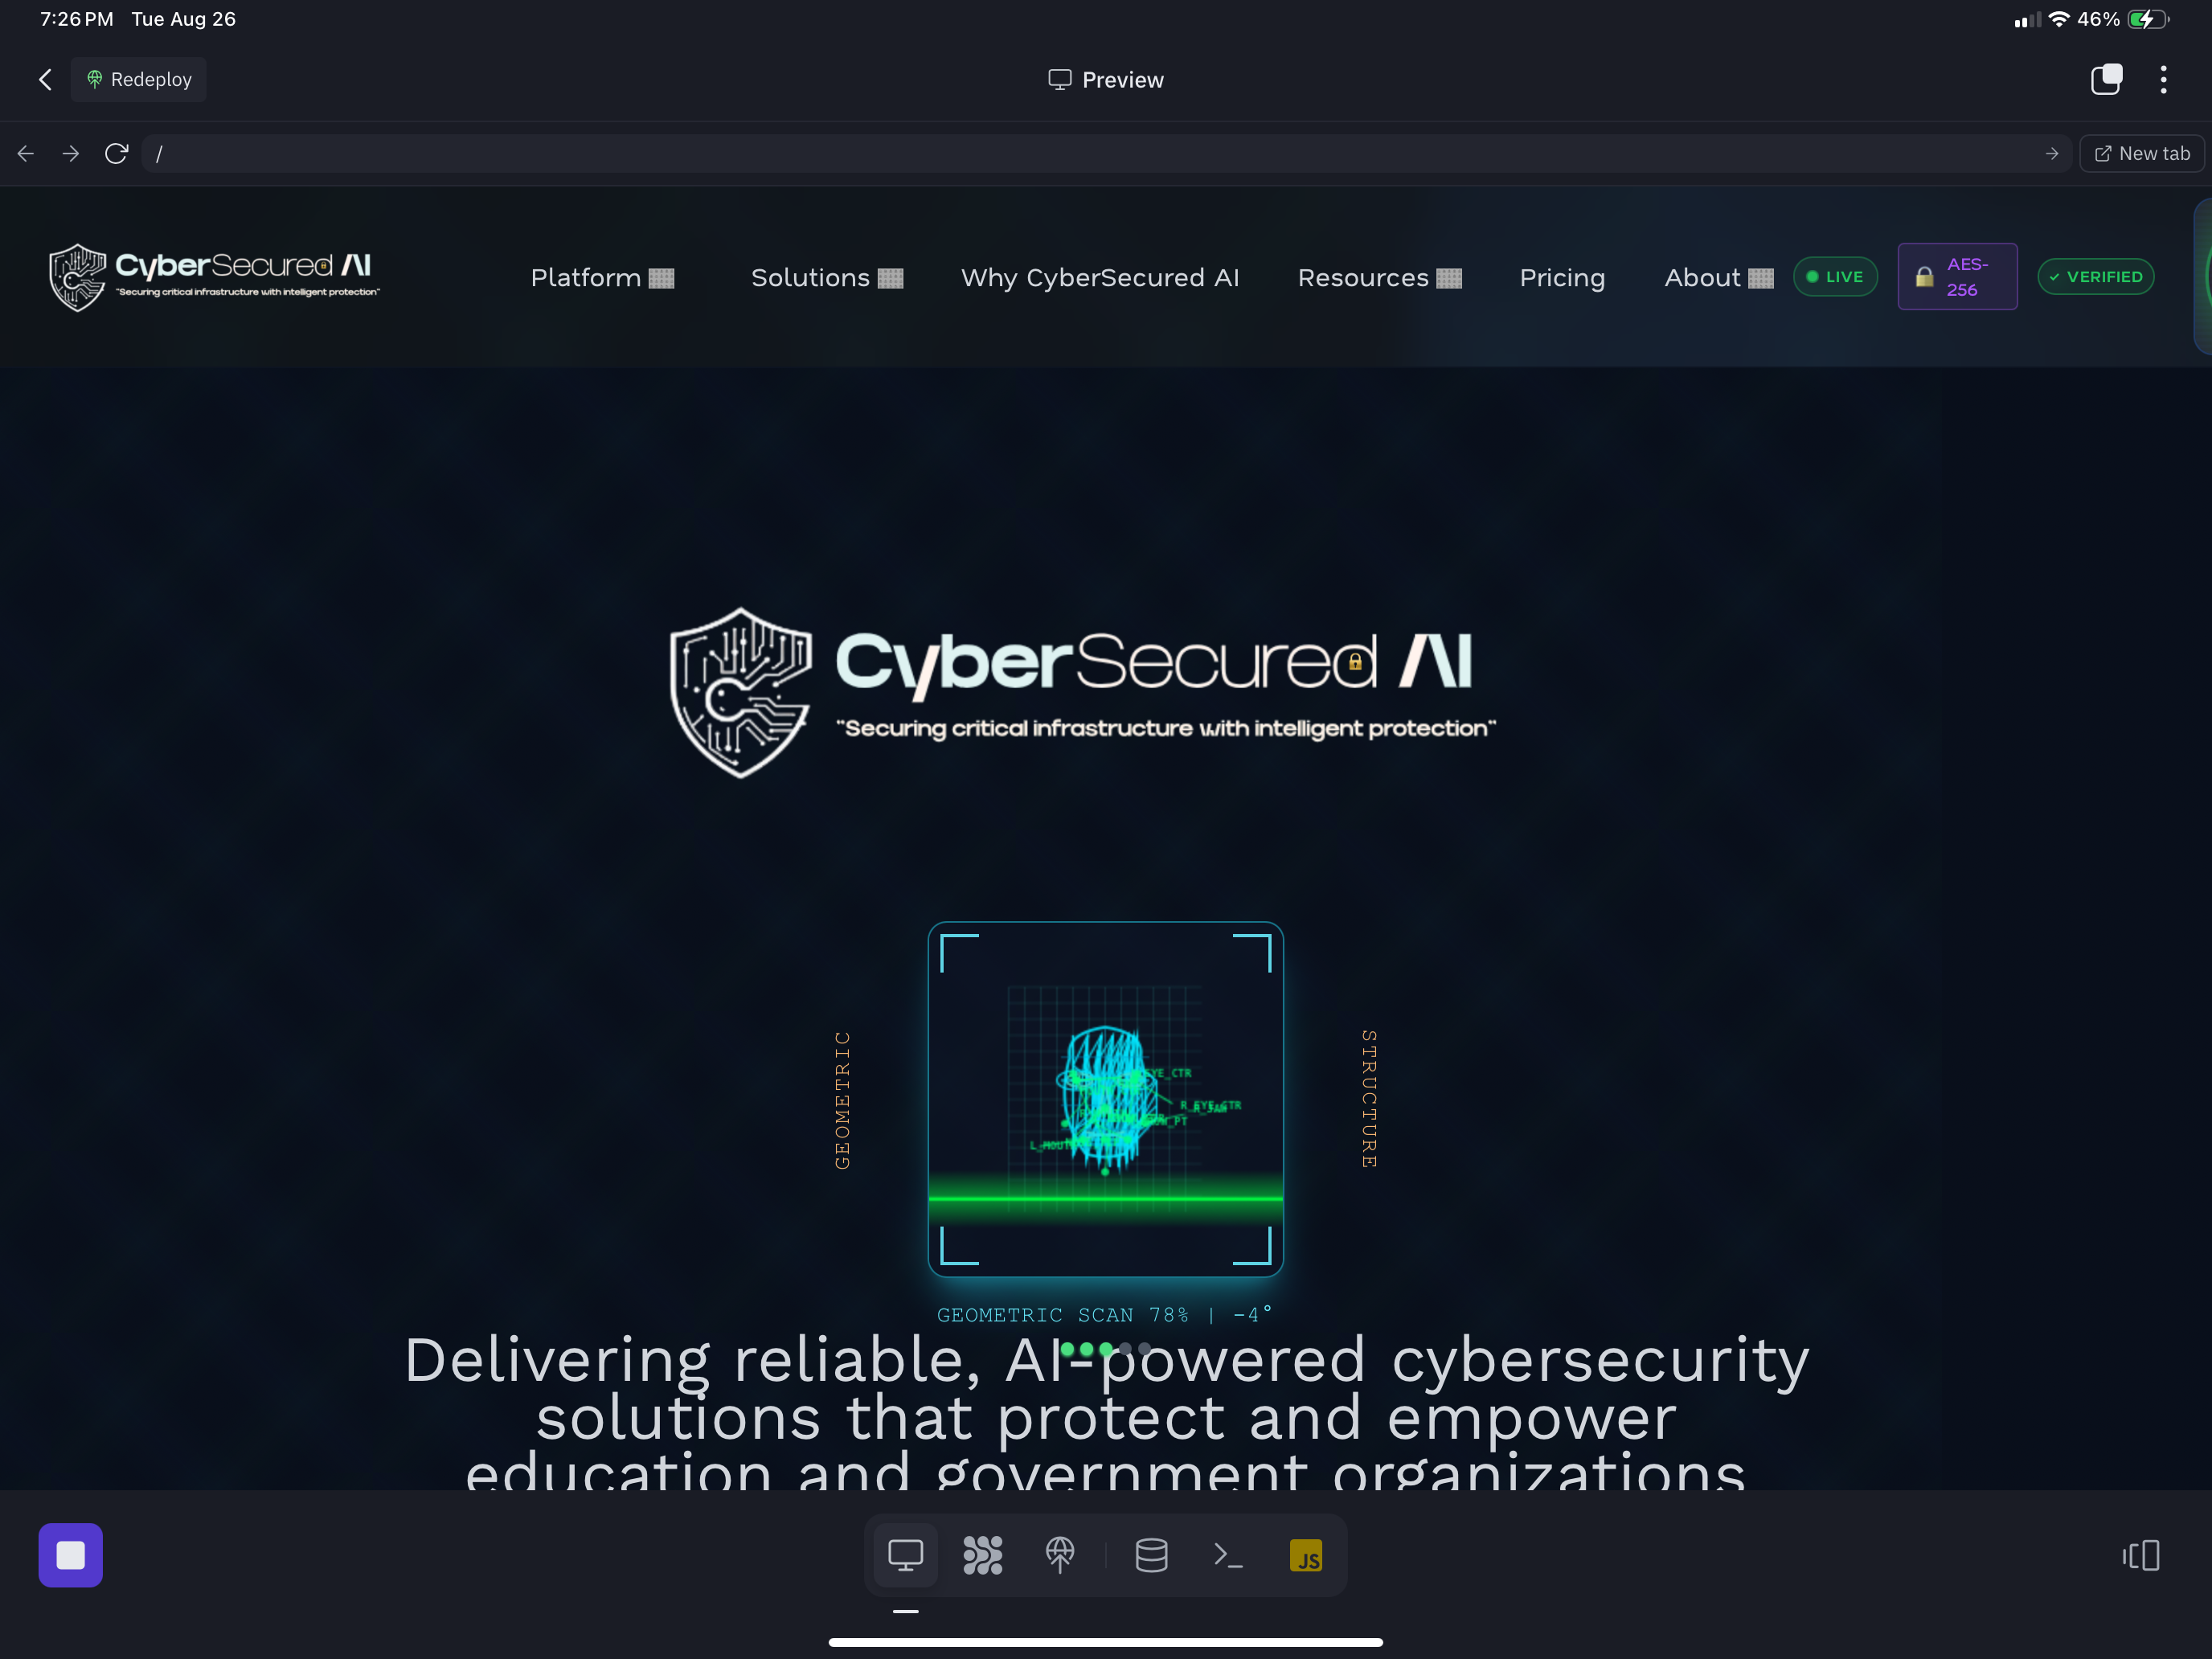 7:26 PM Tue Aug 26
46%
Redeploy
Preview
/
New tab
CyberSecured AI
"Securing critical infrastructure with intelligent protection"
Platform
Solutions
Why CyberSecured AI
Resources
Pricing
About
LIVE
AES-
256
✓ VERIFIED
CyberSecured AI
"Securing critical infrastructure with intelligent protection"
GEOMETRIC
EYE_CTR
R_EYE_CTR
STRUCTURE
GEOMETRIC SCAN 78% | -4°
Delivering reliable, AI-powered cybersecurity
solutions that protect and empower
education and government organizations
JS